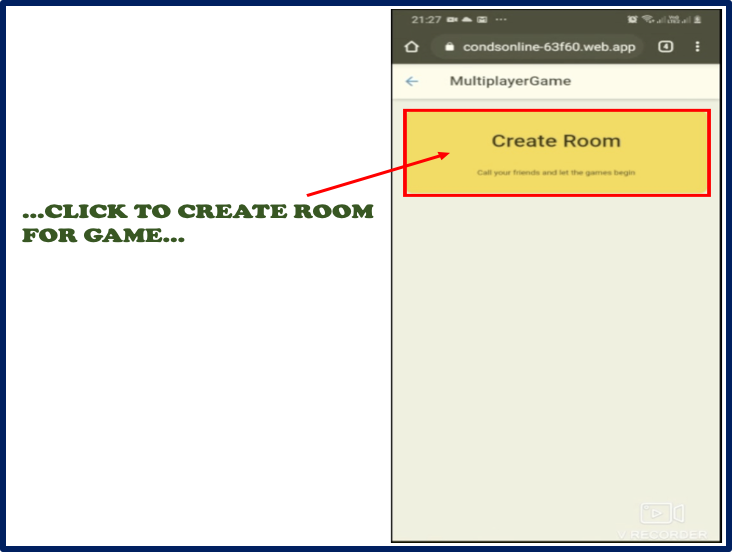 21:27
condsonline-63f60.web.app
4
MultiplayerGame
Create Room
Call your friends and let the games begin
...CLICK TO CREATE ROOM
FOR GAME...
V RECORDER